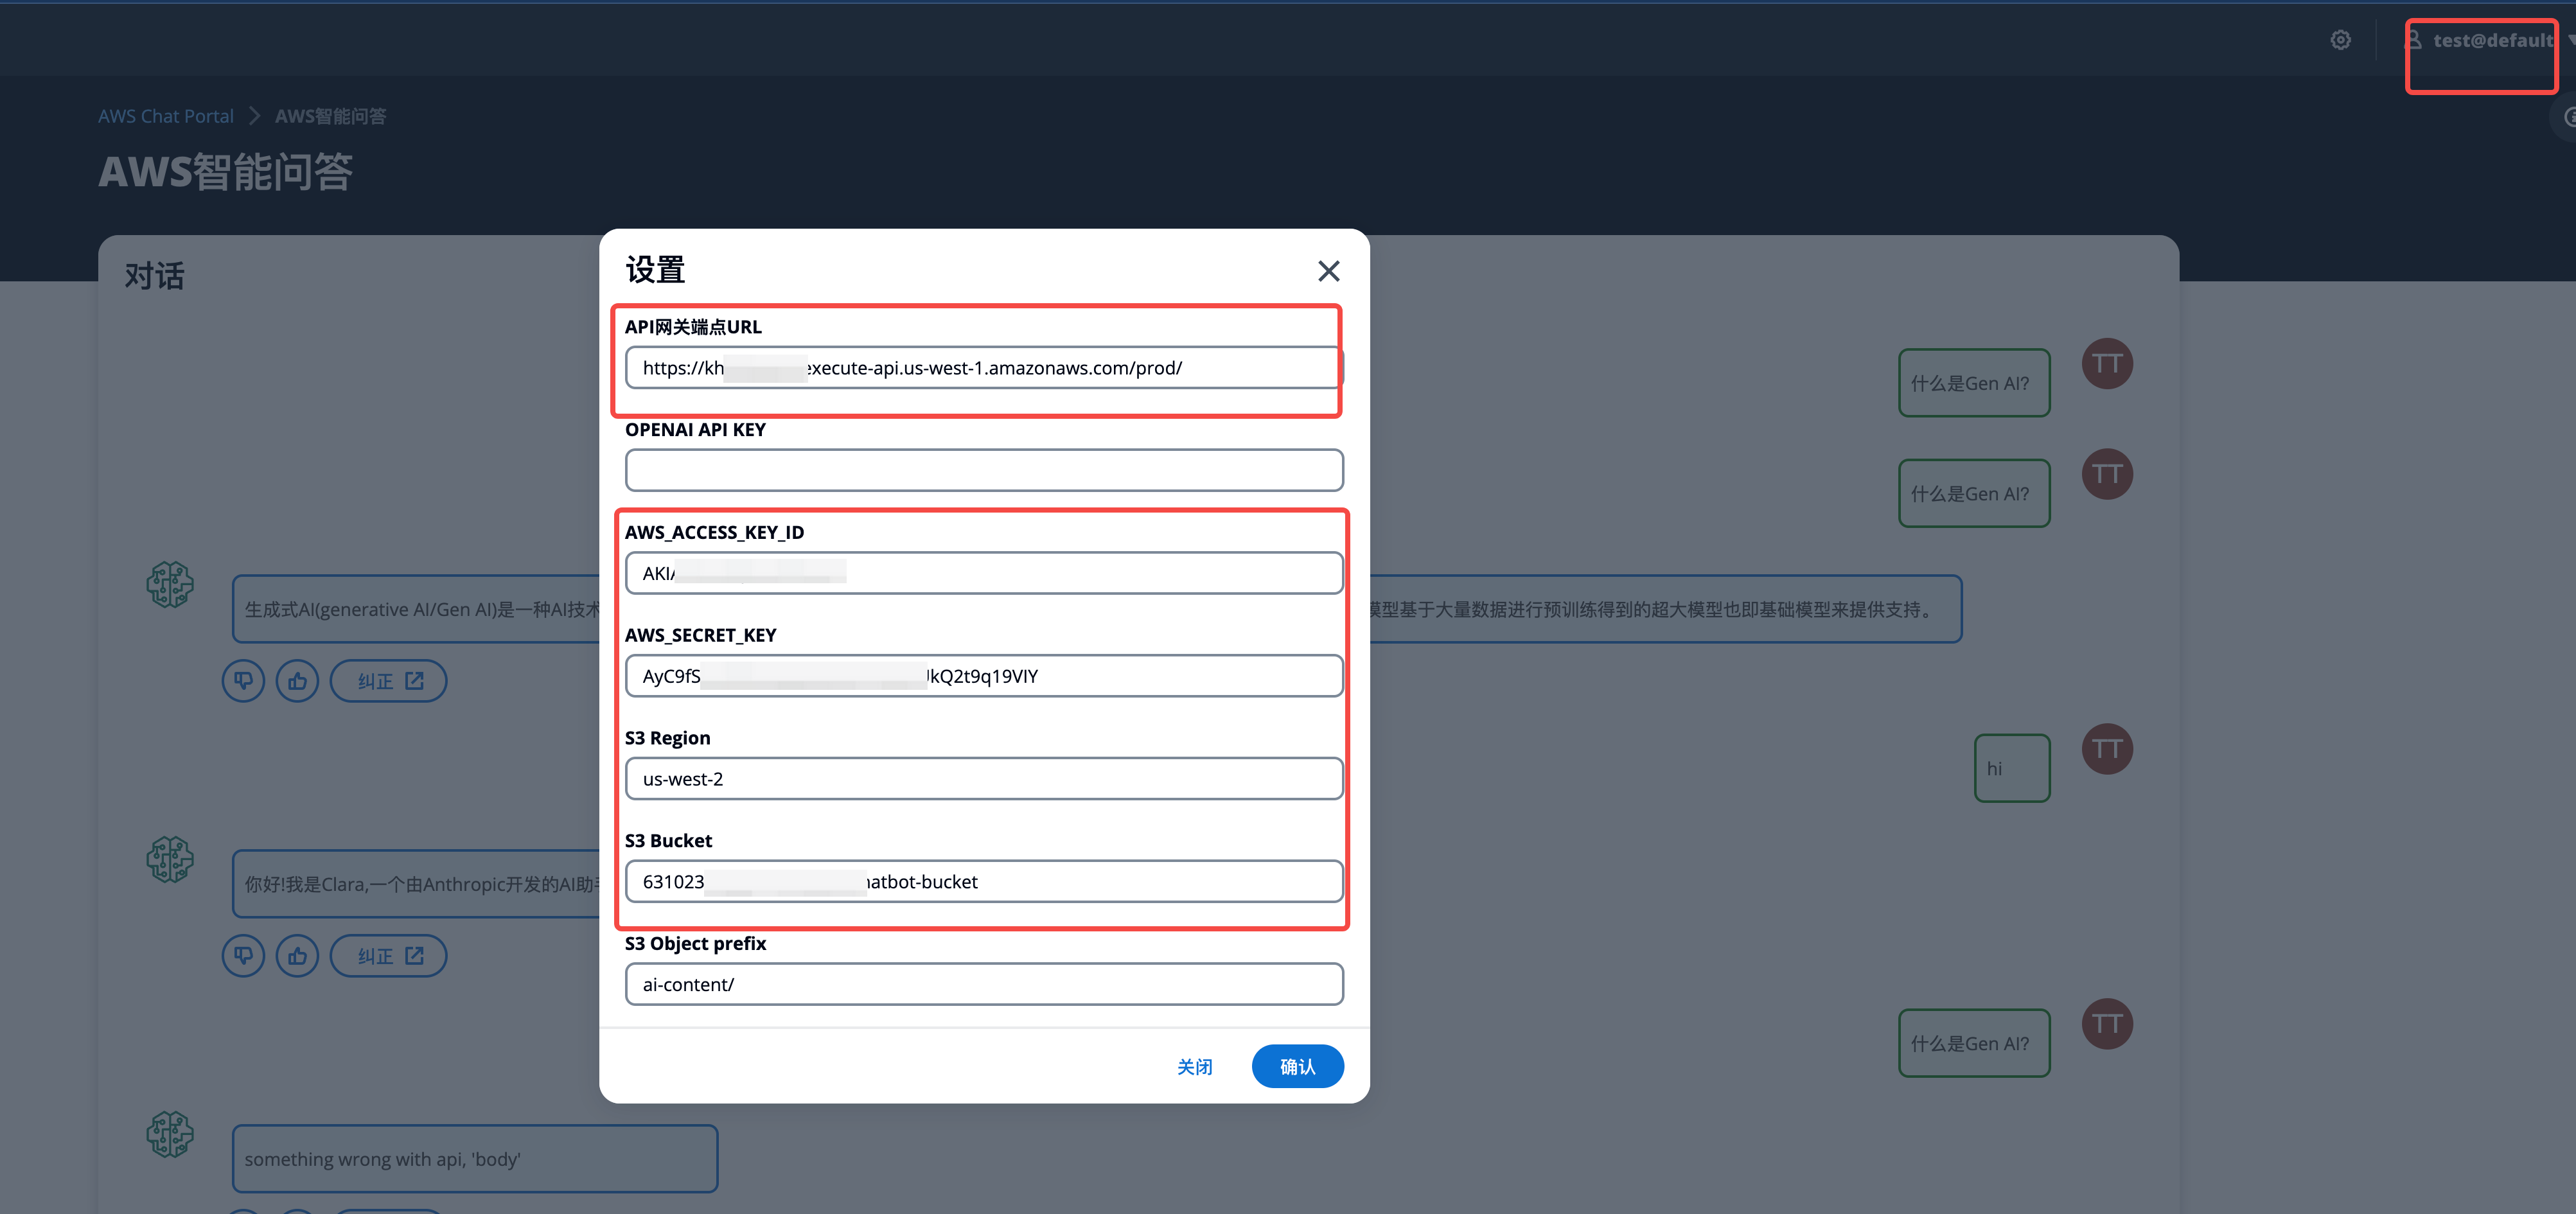 test@default
AWS Chat Portal > AWS智能问答
AWS智能问答
对话
设置
API网关端点URL
https://kh execute-api.us-west-1.amazonaws.com/prod/
OPENAI API KEY
AWS_ACCESS_KEY_ID
AKIA
AWS_SECRET_KEY
AyC9fS kQ2t9q19VIY
S3 Region
us-west-2
S3 Bucket
631023 hatbot-bucket
S3 Object prefix
ai-content/
关闭
确认
什么是Gen AI?
TT
什么是Gen AI?
TT
生成式AI(generative AI/Gen AI)是一种AI技术 模型基于大量数据进行预训练得到的超大模型也即基础模型来提供支持。
纠正
hi
TT
你好!我是Clara,一个由Anthropic开发的AI助
纠正
什么是Gen AI?
TT
something wrong with api, 'body'